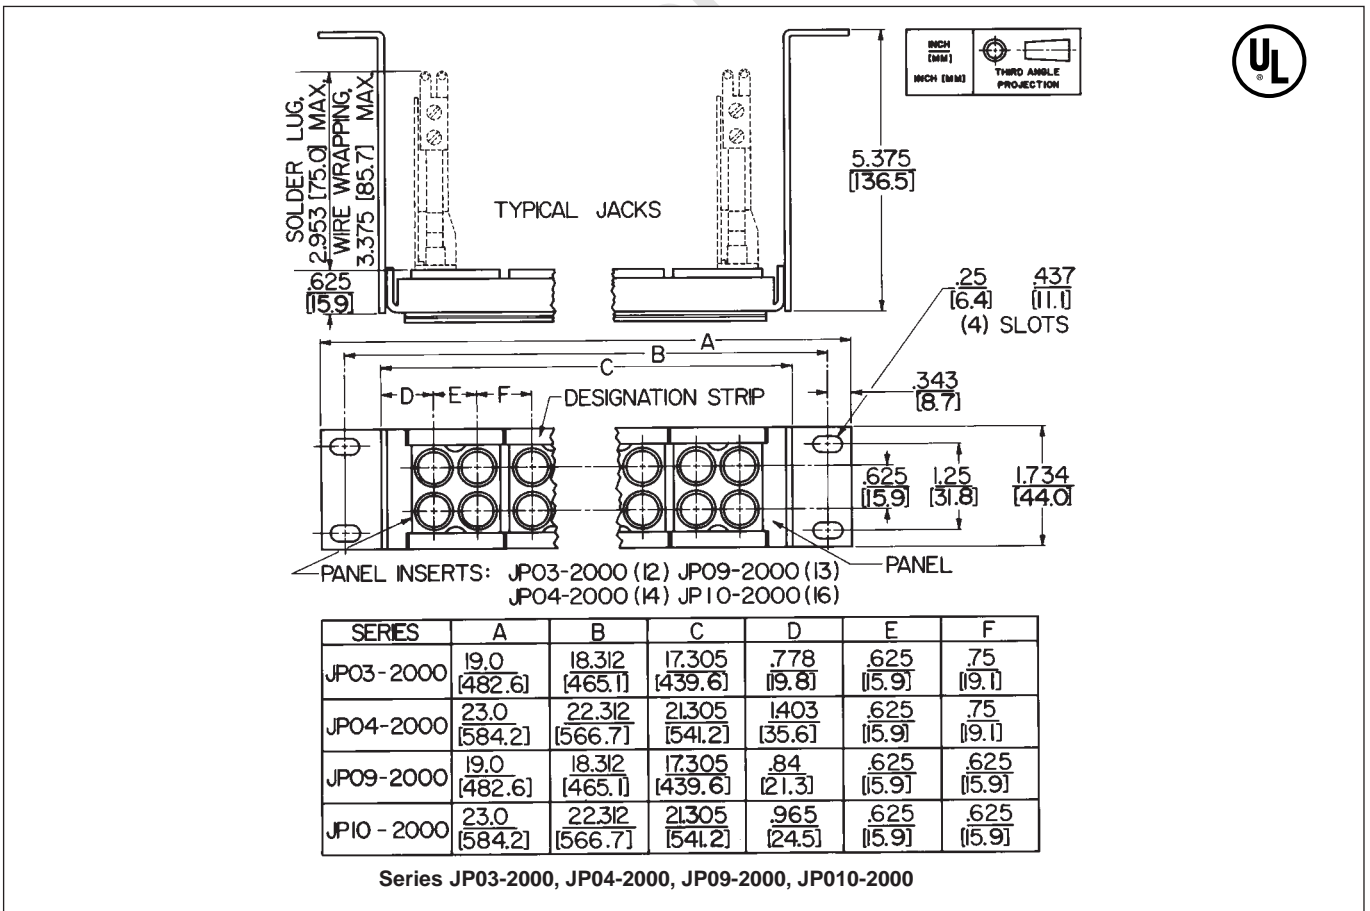 INCH
[MM]
INCH [MM]
THIRD ANGLE
PROJECTION
UL
®
SOLDER LUG,
2.953 [75.0] MAX.
WIRE WRAPPING,
3.375 [85.7] MAX.
.625
[15.9]
TYPICAL JACKS
5.375
[136.5]
.25
[6.4]
.437
[11.1]
(4) SLOTS
A
B
C
D
E
F
DESIGNATION STRIP
.343
[8.7]
.625
[15.9]
1.25
[31.8]
1.734
[44.0]
PANEL INSERTS: JP03-2000 (12) JP09-2000 (13)
JP04-2000 (14) JP10-2000 (16)
PANEL
SERIES A B C D E F
JP03-2000 19.0 18.312 17.305 .778 .625 .75
[482.6] [465.1] [439.6] [19.8] [15.9] [19.1]
JP04-2000 23.0 22.312 21.305 1.403 .625 .75
[584.2] [566.7] [541.2] [35.6] [15.9] [19.1]
JP09-2000 19.0 18.312 17.305 .84 .625 .625
[482.6] [465.1] [439.6] [21.3] [15.9] [15.9]
JP10-2000 23.0 22.312 21.305 .965 .625 .625
[584.2] [566.7] [541.2] [24.5] [15.9] [15.9]
Series JP03-2000, JP04-2000, JP09-2000, JP010-2000